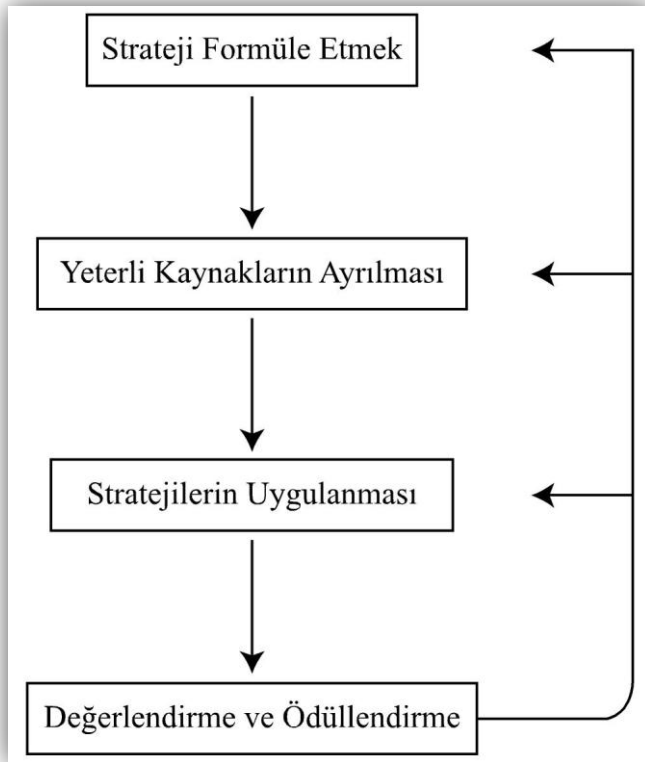 Strateji Formüle Etmek
Yeterli Kaynakların Ayrılması
Stratejilerin Uygulanması
Değerlendirme ve Ödüllendirme